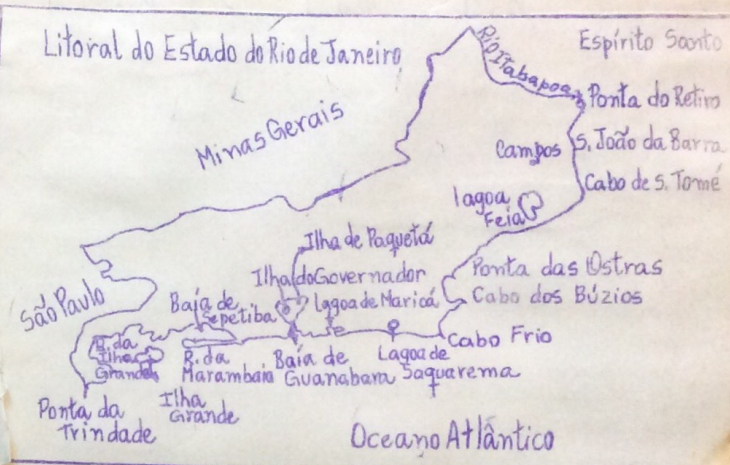 Litoral do Estado do Rio de Janeiro
Espírito Santo
Rio Itabapoana
Ponta do Retiro
Minas Gerais
Campos
S. João da Barra
Cabo de S. Tomé
Lagoa
Feia
Ilha de Paquetá
Ponta das Ostras
Ilha do Governador
Cabo dos Búzios
São Paulo
Baía de
Sepetiba
Lagoa de Maricá
Cabo Frio
B. da
Ilha
Grande
R. da
Marambaia
Baía de
Guanabara
Lagoa de
Saquarema
Ilha
Grande
Ponta da
Trindade
Oceano Atlântico